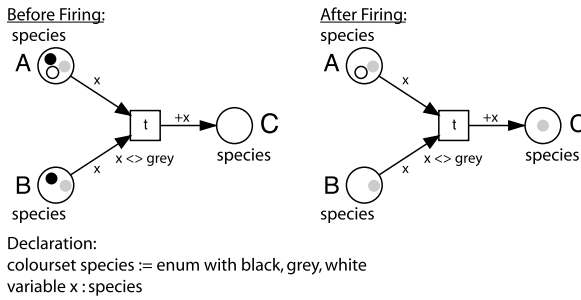 Before Firing:
species
A
x
t
+x
C
species
x <> grey
B
x
species
After Firing:
species
A
x
t
+x
C
species
x <> grey
B
x
species
Declaration:
colourset species := enum with black, grey, white
variable x : species